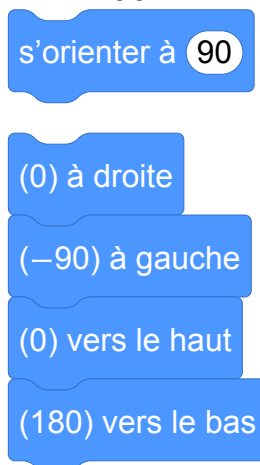 s’orienter à 90
(0) à droite
(−90) à gauche
(0) vers le haut
(180) vers le bas